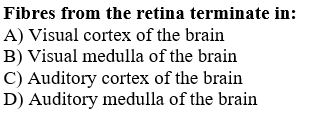 Fibres from the retina terminate in:
A) Visual cortex of the brain
B) Visual medulla of the brain
C) Auditory cortex of the brain
D) Auditory medulla of the brain